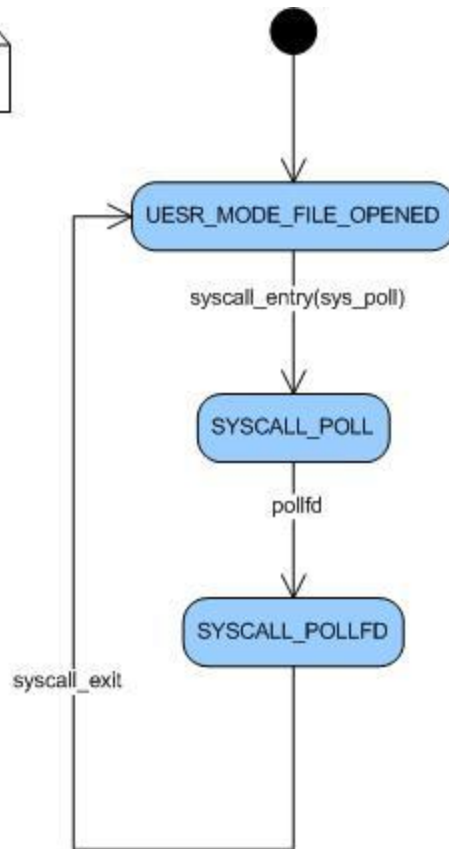 UESR_MODE_FILE_OPENED
syscall_entry(sys_poll)
SYSCALL_POLL
pollfd
SYSCALL_POLLFD
syscall_exit